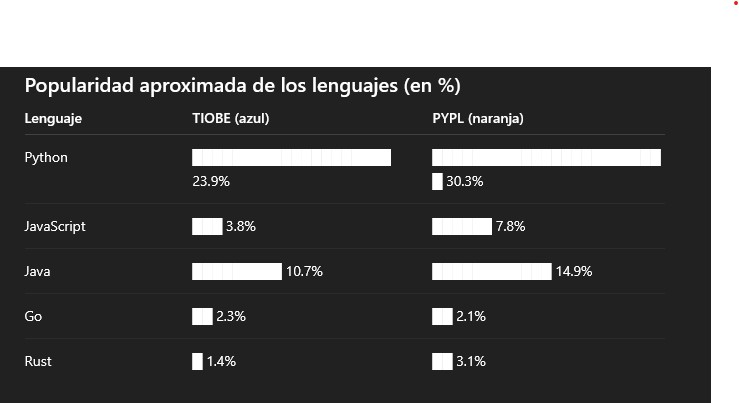 Popularidad aproximada de los lenguajes (en %)
Lenguaje TIOBE (azul) PYPL (naranja)
Python
23.9% 30.3%
JavaScript 3.8% 7.8%
Java 10.7% 14.9%
Go 2.3% 2.1%
Rust 1.4% 3.1%